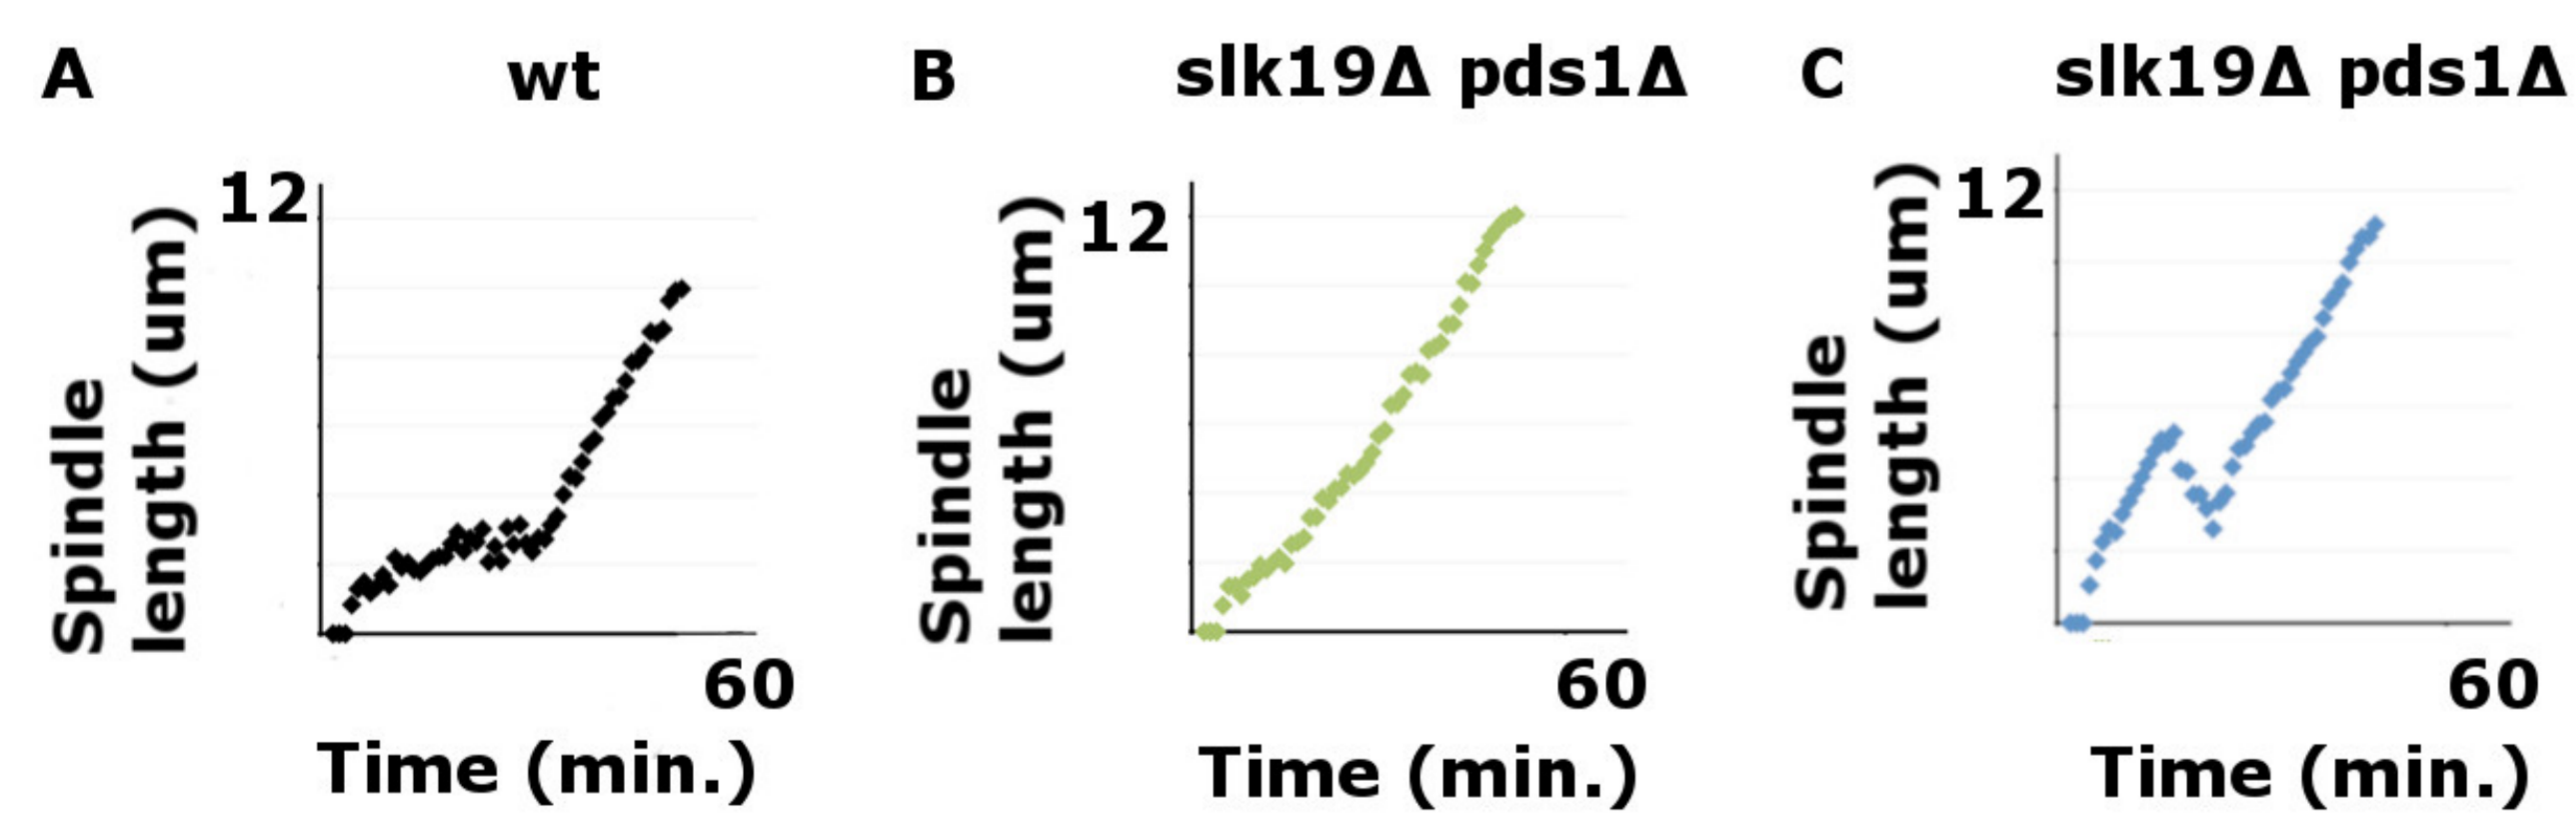 A wt
12
Spindle
length (um)
60
Time (min.)
B slk19Δ pds1Δ
12
Spindle
length (um)
60
Time (min.)
C slk19Δ pds1Δ
12
Spindle
length (um)
60
Time (min.)